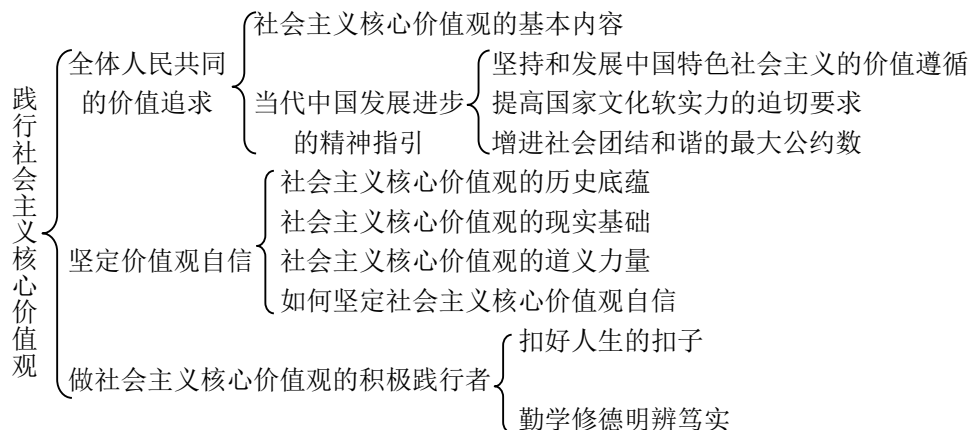 践行社会主义核心价值观
全体人民共同
的价值追求
社会主义核心价值观的基本内容
当代中国发展进步
的精神指引
坚持和发展中国特色社会主义的价值遵循
提高国家文化软实力的迫切要求
增进社会团结和谐的最大公约数
坚定价值观自信
社会主义核心价值观的历史底蕴
社会主义核心价值观的现实基础
社会主义核心价值观的道义力量
如何坚定社会主义核心价值观自信
做社会主义核心价值观的积极践行者
扣好人生的扣子
勤学修德明辨笃实